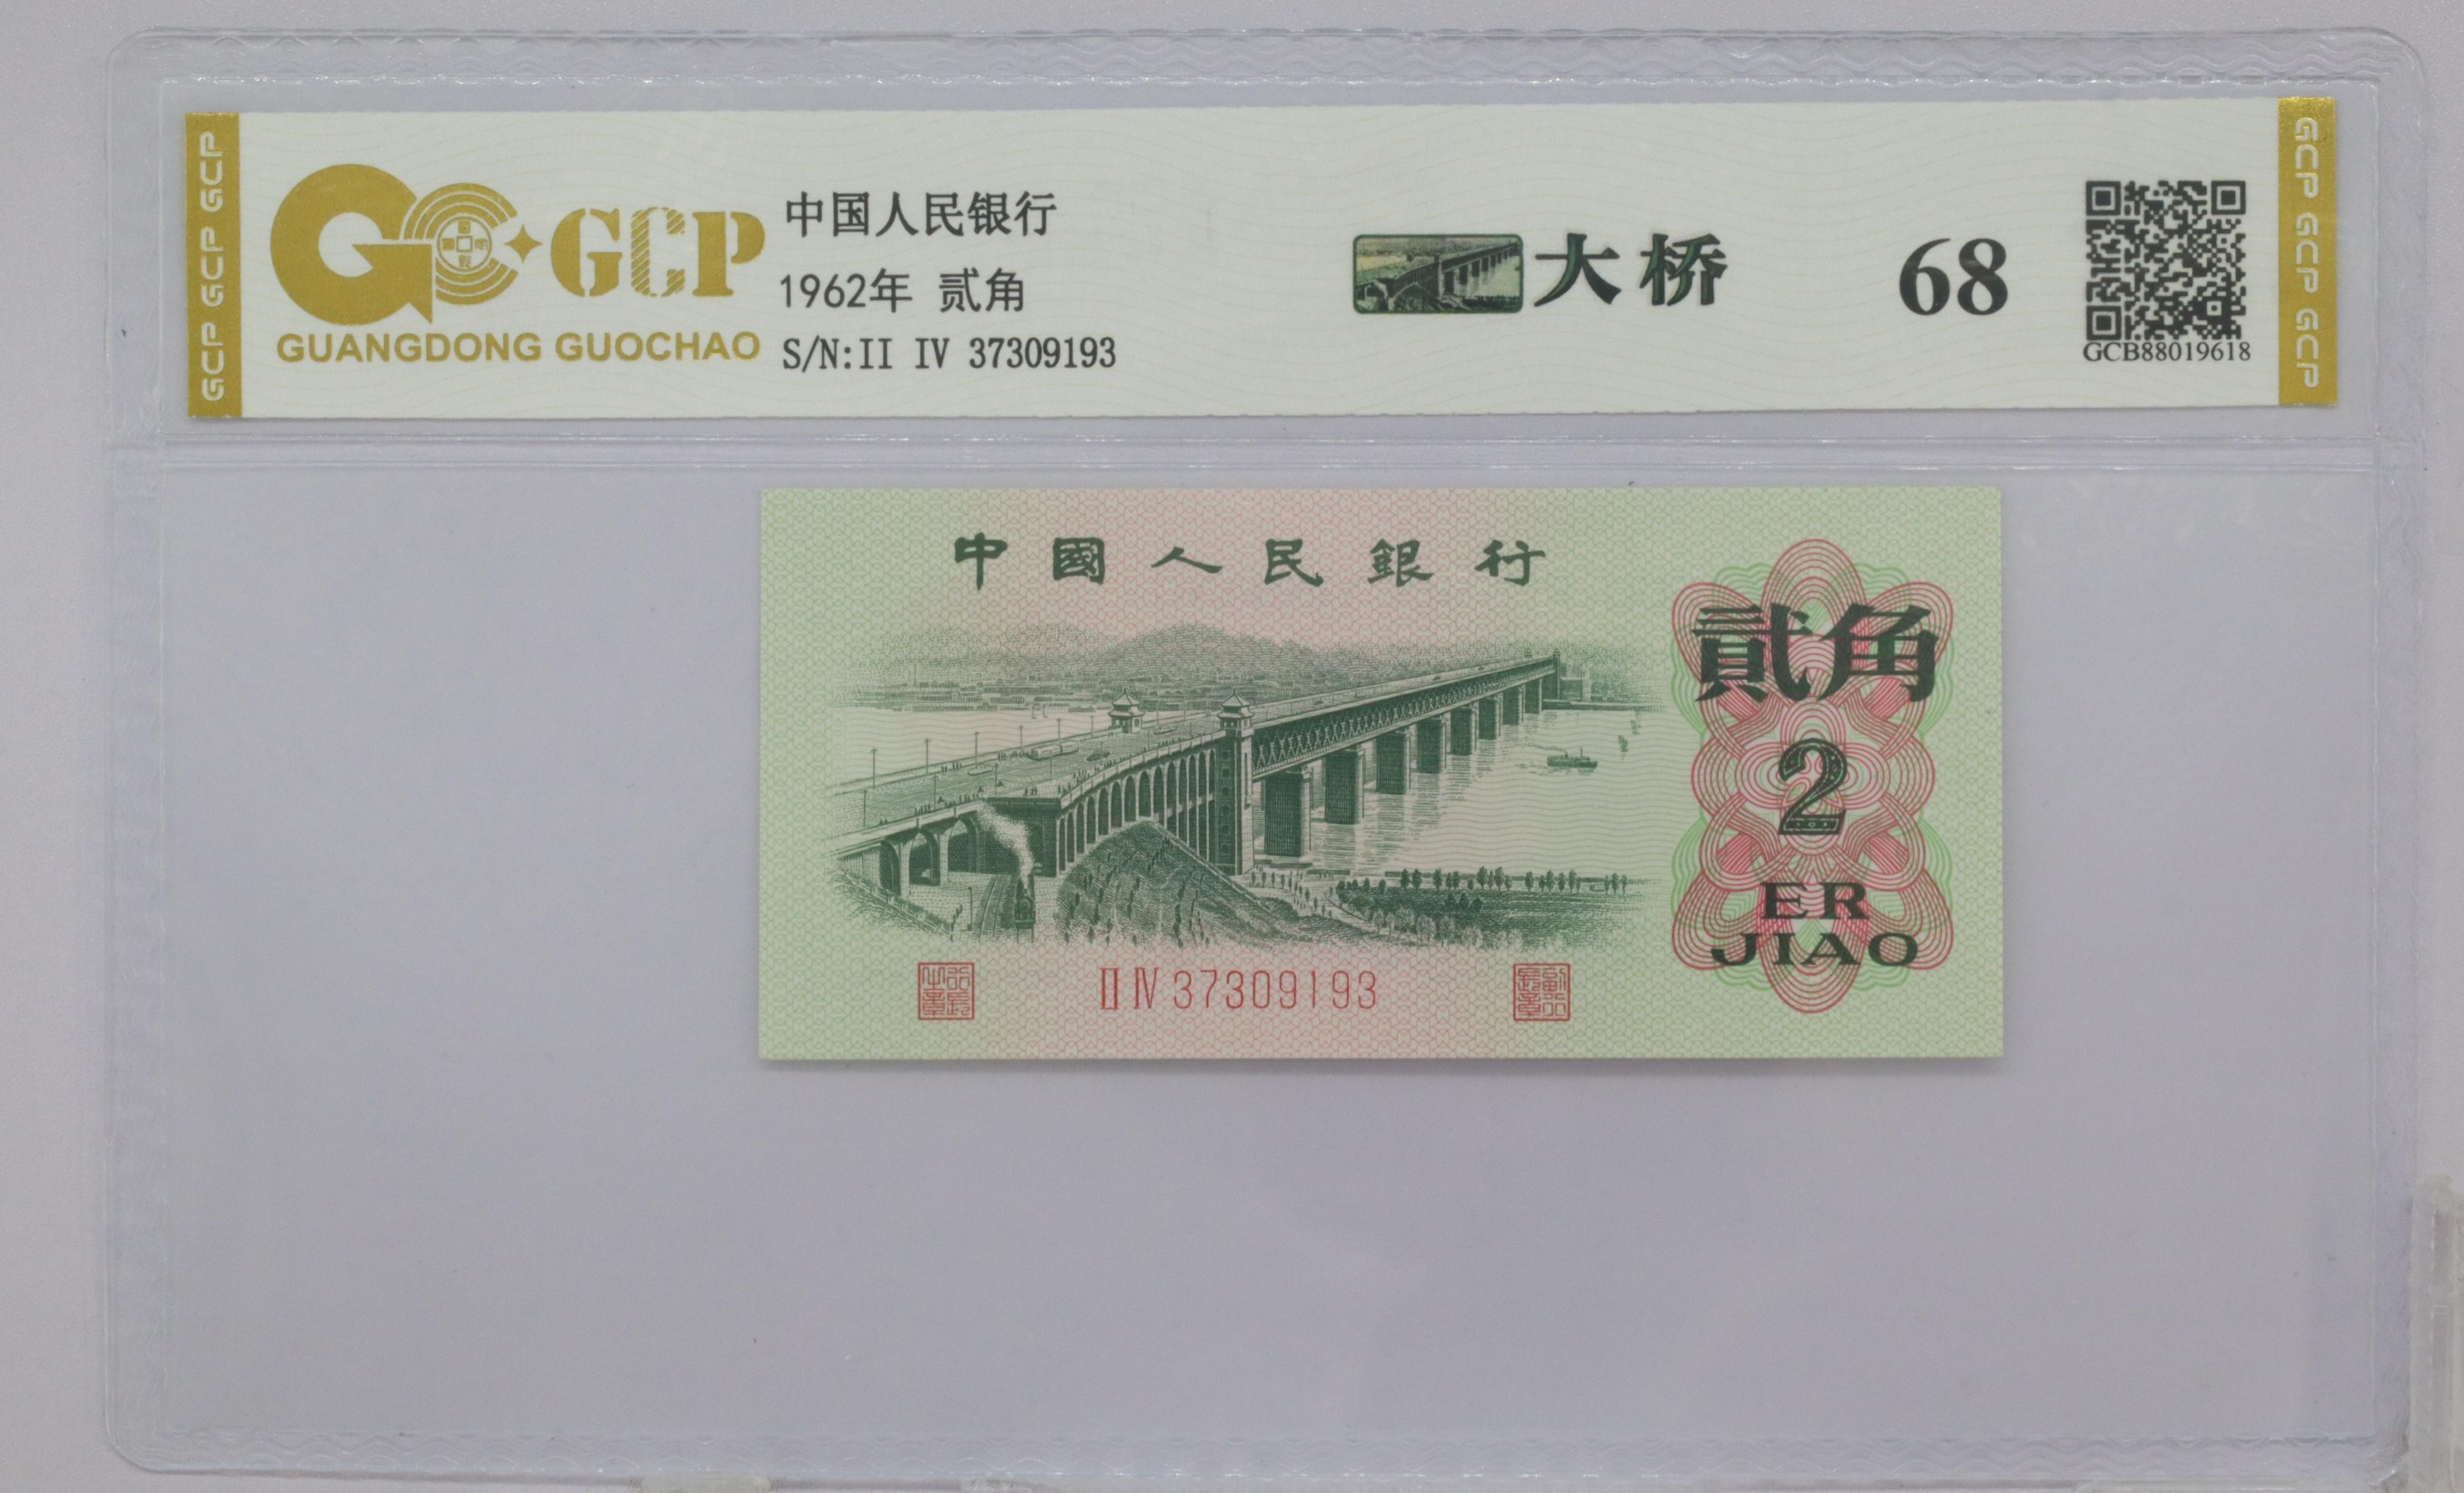 GCP GCP GCP
GCP
GUANGDONG GUOCHAO
中国人民银行
1962年 贰角
S/N:II IV 37309193
大桥
68
GCB88019618
GCP GCP GCP
中國人民銀行
貳角
2
ER
JIAO
II IV 37309193